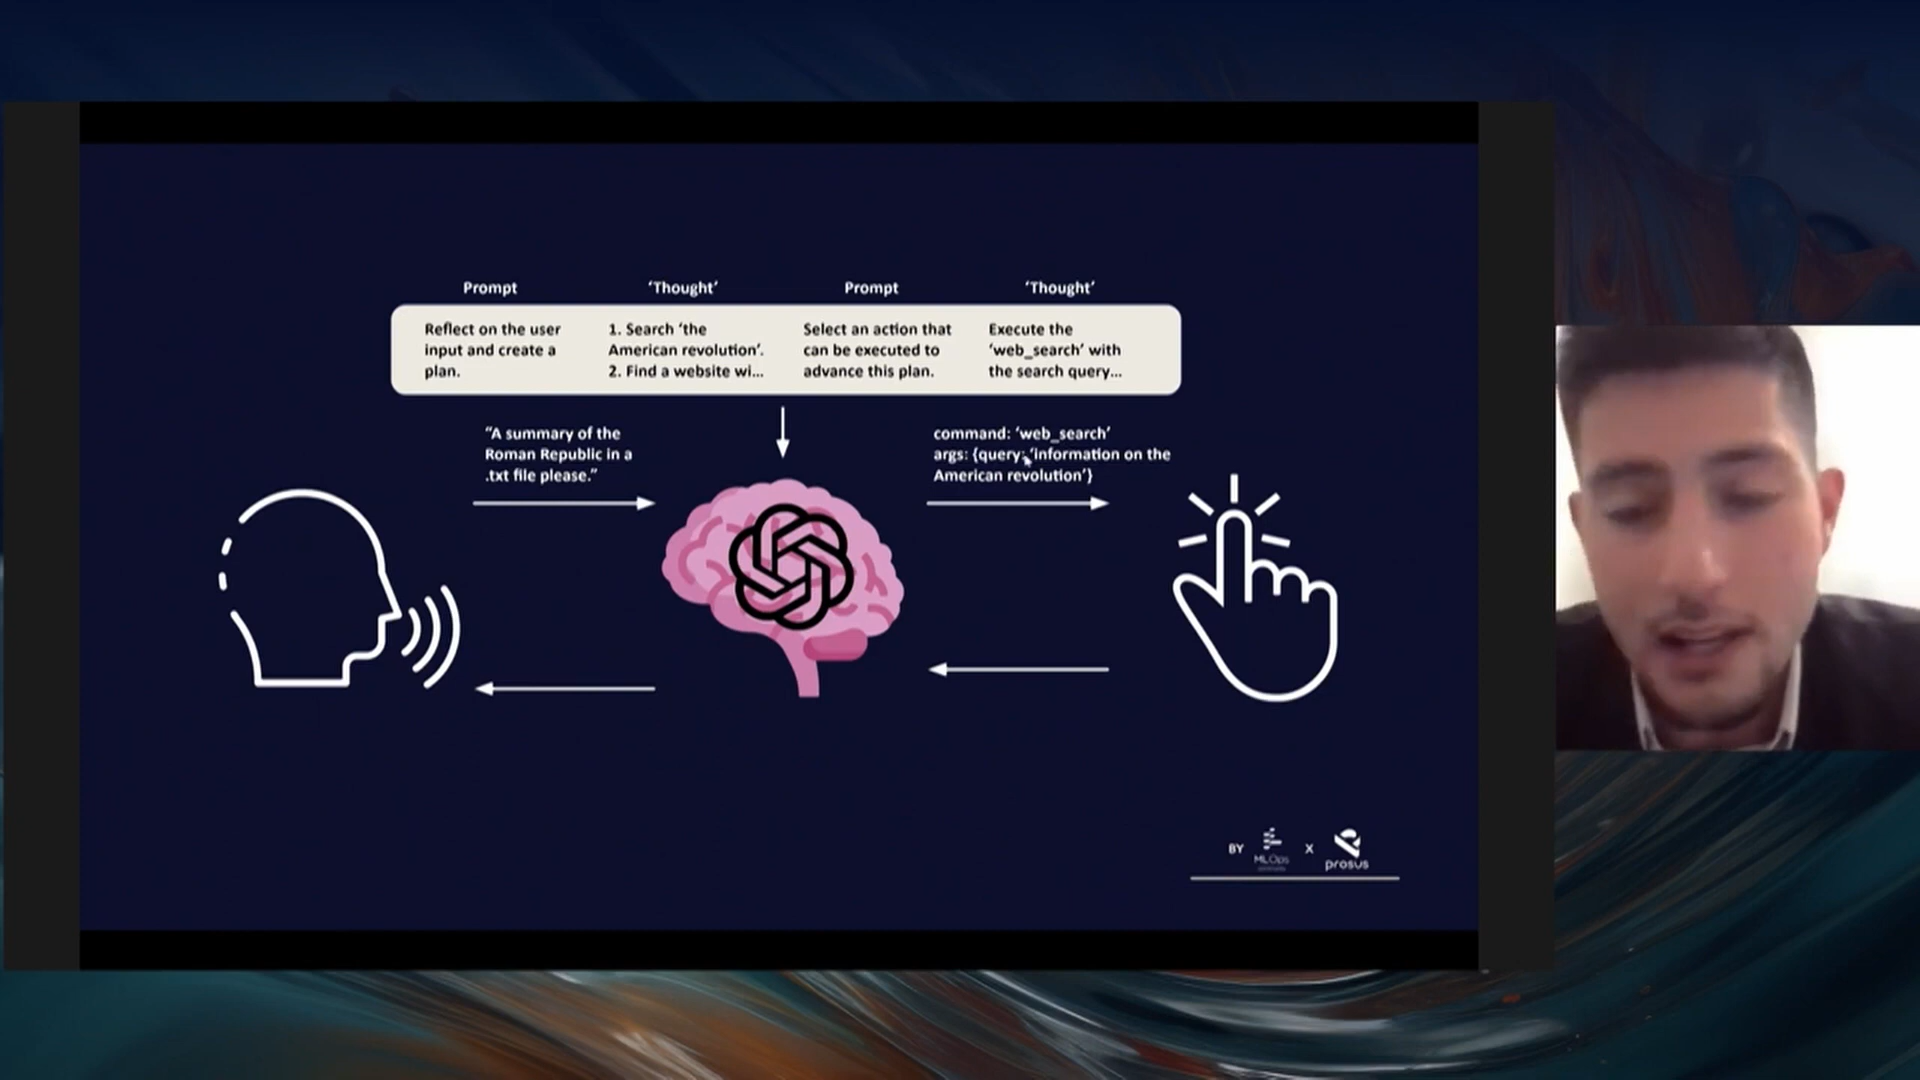 Prompt
‘Thought’
Prompt
‘Thought’
Reflect on the user
input and create a
plan.
1. Search ‘the
American revolution’.
2. Find a website wi...
Select an action that
can be executed to
advance this plan.
Execute the
‘web_search’ with
the search query...
“A summary of the
Roman Republic in a
.txt file please.”
command: ‘web_search’
args: {query: ‘information on the
American revolution’}
BY MLOps X prosus